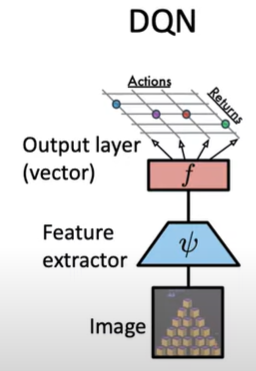 DQN
Actions
Returns
Output layer
(vector)
f
Feature
extractor
ψ
Image